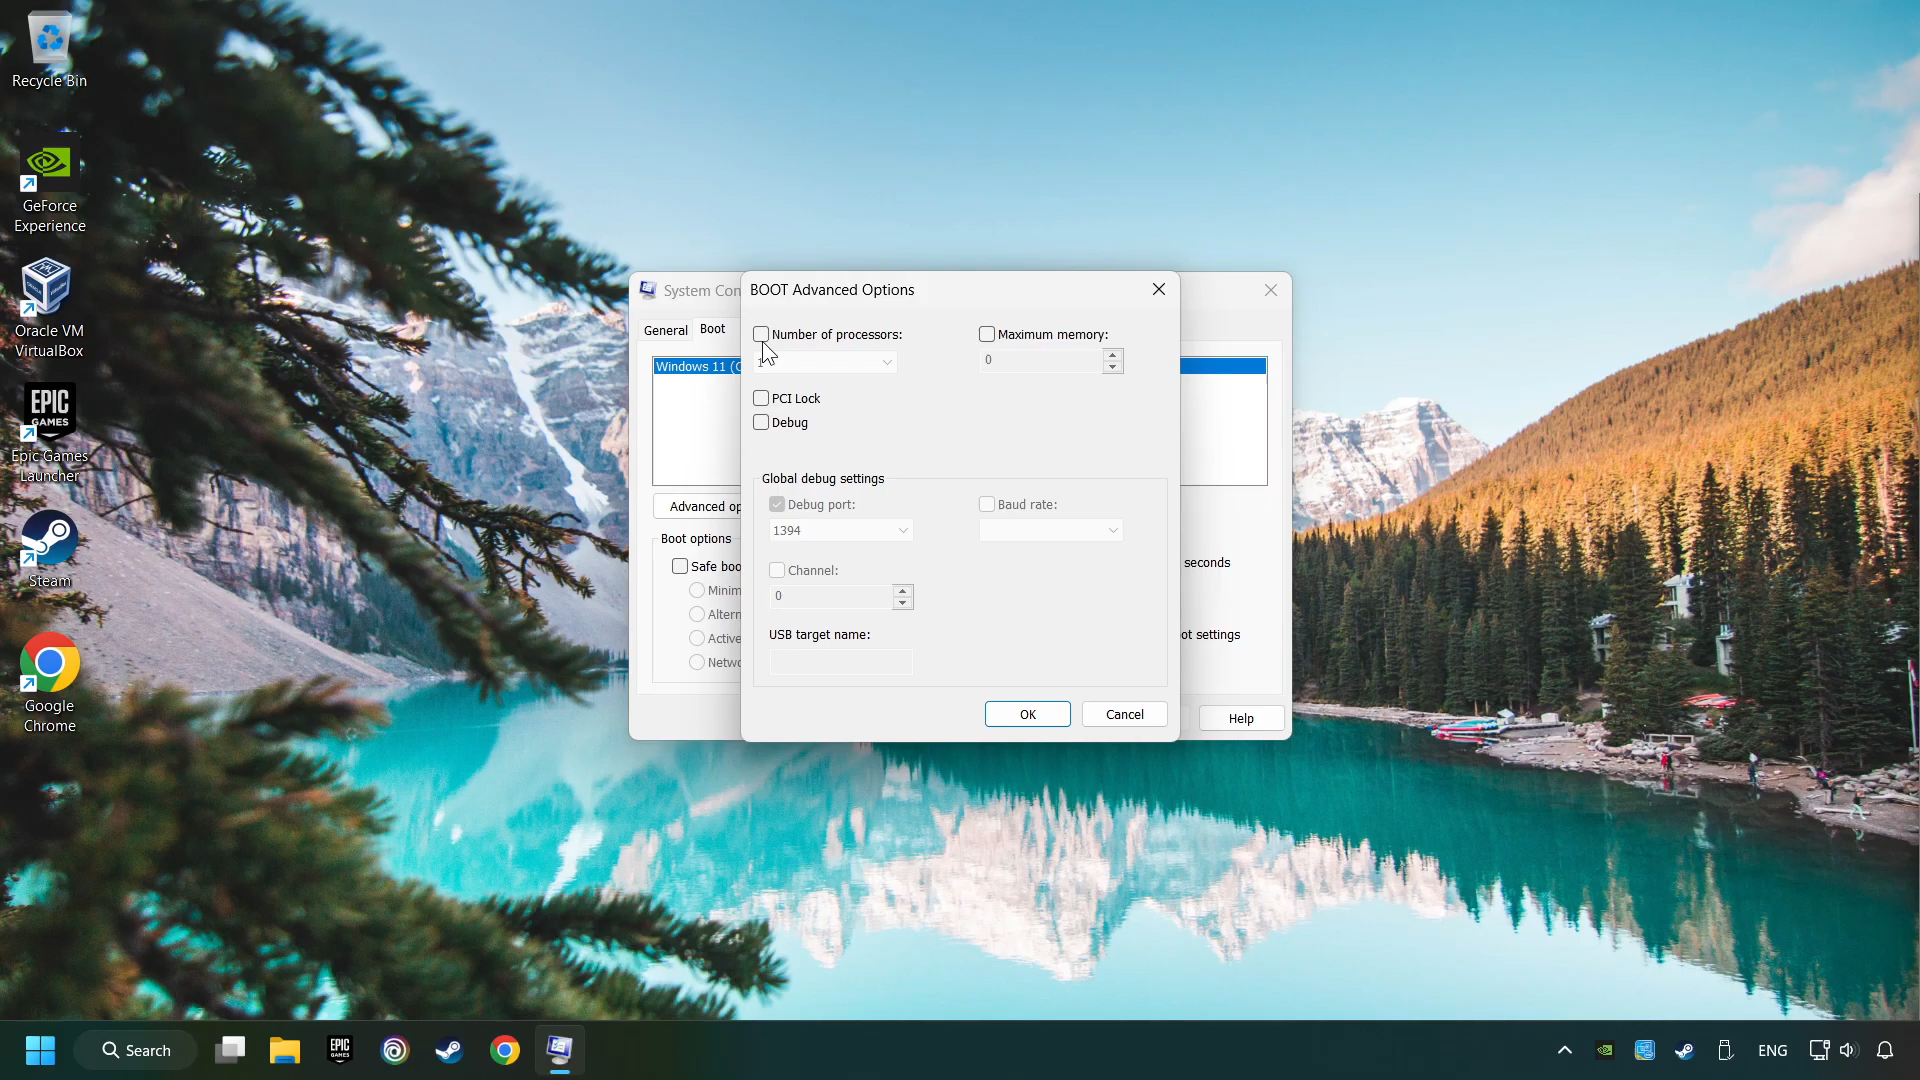 Recycle Bin
GeForce
Experience
Oracle VM
VirtualBox
EPIC
GAMES
Epic Games
Launcher
Steam
Google
Chrome
System Con
General
Boot
Windows 11 (C
Advanced op
Boot options
Safe boo
Minim
Altern
Active
Netwo
BOOT Advanced Options
Number of processors:
1
Maximum memory:
0
PCI Lock
Debug
Global debug settings
Debug port:
1394
Baud rate:
Channel:
0
USB target name:
OK
Cancel
seconds
ot settings
Help
Search
EPIC
GAMES
ENG